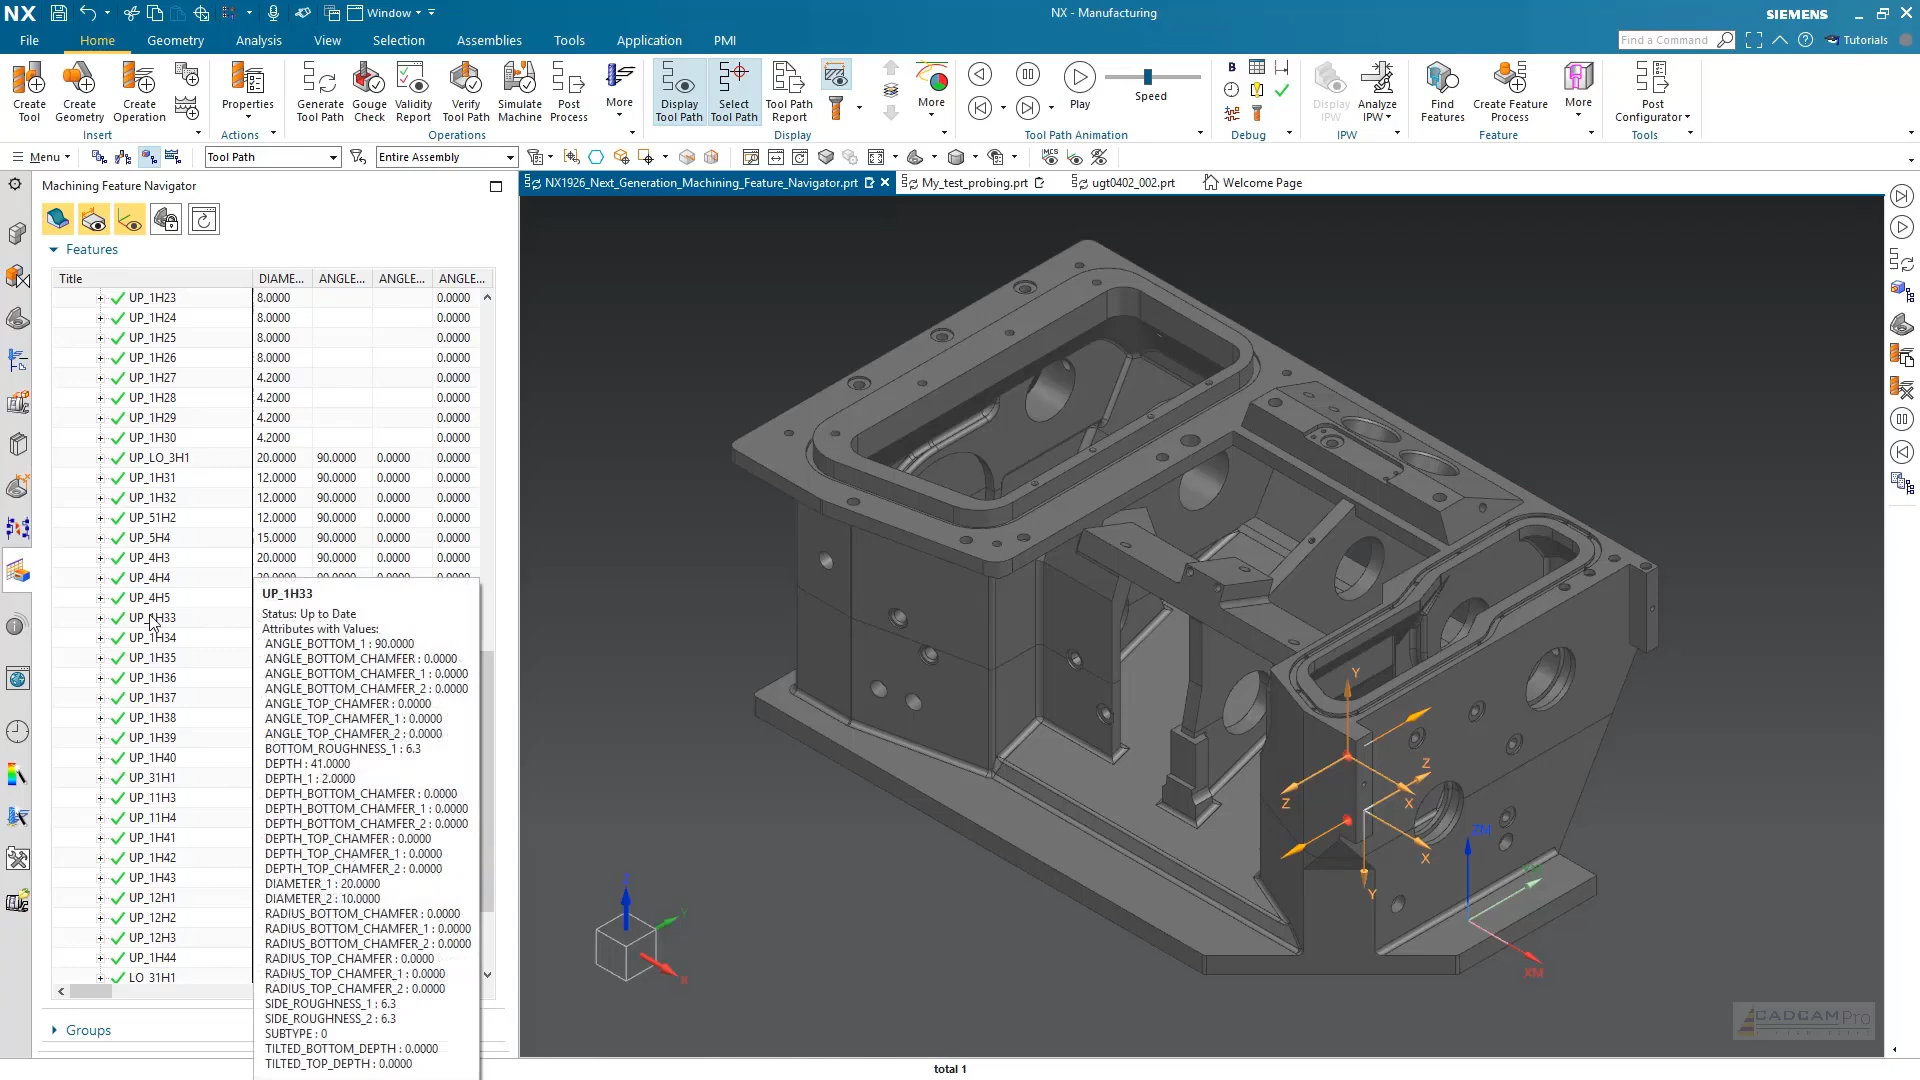 NX
Window
NX - Manufacturing
SIEMENS
File
Home
Geometry
Analysis
View
Selection
Assemblies
Tools
Application
PMI
Find a Command
Tutorials
Create Tool
Create Geometry
Create Operation
Properties
Generate Tool Path
Gouge Check
Validity Report
Verify Tool Path
Simulate Machine
Post Process
More
Display Tool Path
Select Tool Path
Tool Path Report
More
Play
Speed
Display IPW
Analyze IPW
Find Features
Create Feature Process
More
Post Configurator
Insert
Actions
Operations
Display
Tool Path Animation
Debug
IPW
Feature
Tools
Menu
Tool Path
Entire Assembly
Machining Feature Navigator
NX1926_Next_Generation_Machining_Feature_Navigator.prt
My_test_probing.prt
ugt0402_002.prt
Welcome Page
Features
Title DIAME... ANGLE... ANGLE... ANGLE...
UP_1H23 8.0000 0.0000
UP_1H24 8.0000 0.0000
UP_1H25 8.0000 0.0000
UP_1H26 8.0000 0.0000
UP_1H27 4.2000 0.0000
UP_1H28 4.2000 0.0000
UP_1H29 4.2000 0.0000
UP_1H30 4.2000 0.0000
UP_LO_3H1 20.0000 90.0000 0.0000 0.0000
UP_1H31 12.0000 90.0000 0.0000 0.0000
UP_1H32 12.0000 90.0000 0.0000 0.0000
UP_51H2 12.0000 90.0000 0.0000 0.0000
UP_5H4 15.0000 90.0000 0.0000 0.0000
UP_4H3 20.0000 90.0000 0.0000 0.0000
UP_4H4
UP_4H5
UP_1H33
UP_1H34
UP_1H35
UP_1H36
UP_1H37
UP_1H38
UP_1H39
UP_1H40
UP_31H1
UP_11H3
UP_11H4
UP_1H41
UP_1H42
UP_1H43
UP_12H1
UP_12H2
UP_12H3
UP_1H44
LO_31H1
UP_1H33
Status: Up to Date
Attributes with Values:
ANGLE_BOTTOM_1 : 90.0000
ANGLE_BOTTOM_CHAMFER : 0.0000
ANGLE_BOTTOM_CHAMFER_1 : 0.0000
ANGLE_BOTTOM_CHAMFER_2 : 0.0000
ANGLE_TOP_CHAMFER : 0.0000
ANGLE_TOP_CHAMFER_1 : 0.0000
ANGLE_TOP_CHAMFER_2 : 0.0000
BOTTOM_ROUGHNESS_1 : 6.3
DEPTH : 41.0000
DEPTH_1 : 2.0000
DEPTH_BOTTOM_CHAMFER : 0.0000
DEPTH_BOTTOM_CHAMFER_1 : 0.0000
DEPTH_BOTTOM_CHAMFER_2 : 0.0000
DEPTH_TOP_CHAMFER : 0.0000
DEPTH_TOP_CHAMFER_1 : 0.0000
DEPTH_TOP_CHAMFER_2 : 0.0000
DIAMETER_1 : 20.0000
DIAMETER_2 : 10.0000
RADIUS_BOTTOM_CHAMFER : 0.0000
RADIUS_BOTTOM_CHAMFER_1 : 0.0000
RADIUS_BOTTOM_CHAMFER_2 : 0.0000
RADIUS_TOP_CHAMFER : 0.0000
RADIUS_TOP_CHAMFER_1 : 0.0000
RADIUS_TOP_CHAMFER_2 : 0.0000
SIDE_ROUGHNESS_1 : 6.3
SIDE_ROUGHNESS_2 : 6.3
SUBTYPE : 0
TILTED_BOTTOM_DEPTH : 0.0000
TILTED_TOP_DEPTH : 0.0000
Groups
Y
Z
Z
X
X
Y
ZM
XM
Z
Y
X
CADCAMPro
total 1